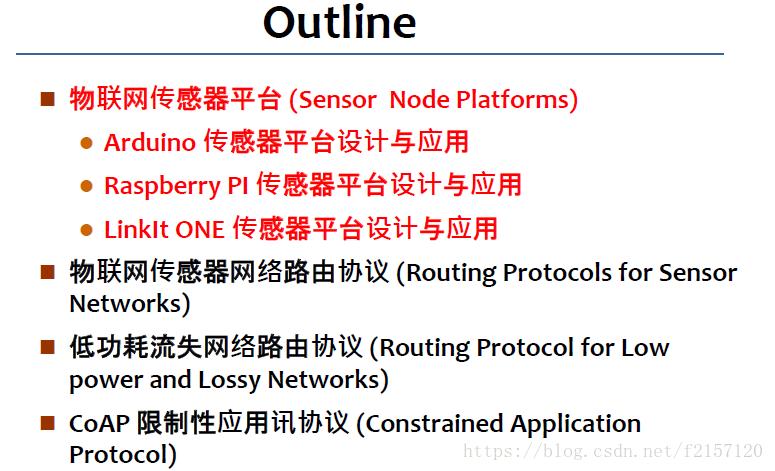 Outline
物联网传感器平台 (Sensor Node Platforms)
Arduino 传感器平台设计与应用
Raspberry PI 传感器平台设计与应用
LinkIt ONE 传感器平台设计与应用
物联网传感器网络路由协议 (Routing Protocols for Sensor
Networks)
低功耗流失网络路由协议 (Routing Protocol for Low
power and Lossy Networks)
CoAP 限制性应用讯协议 (Constrained Application
Protocol)
https://blog.csdn.net/f2157120